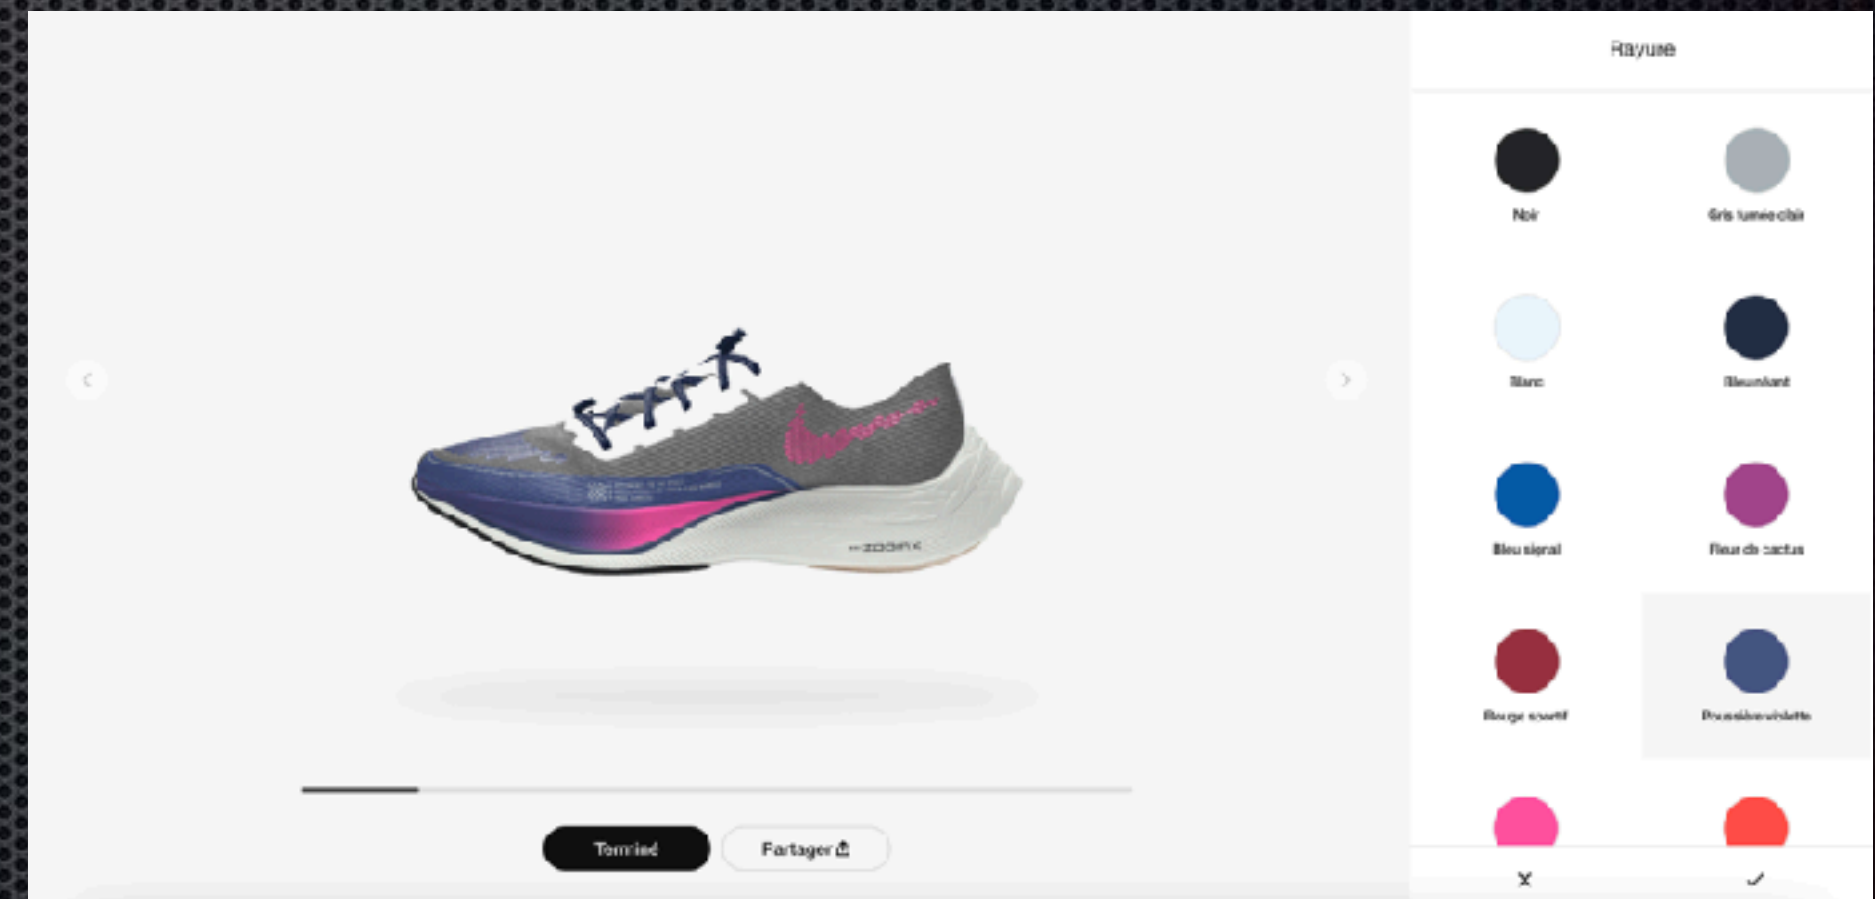 Rayure
Noir
Gris fumée clair
Blanc
Bleu signal
Fleur de cactus
Rouge sportif
Poussière violette
Terminé
Partager